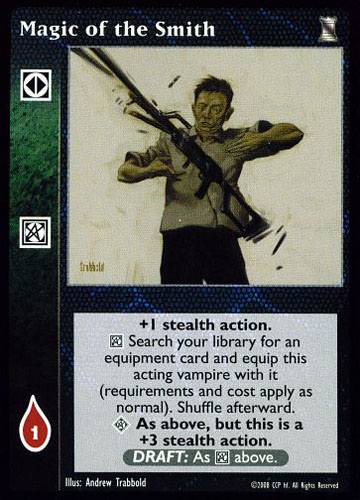 Magic of the Smith
Trabbold
+1 stealth action.
Search your library for an
equipment card and equip this
acting vampire with it
(requirements and cost apply as
normal). Shuffle afterward.
As above, but this is a
+3 stealth action.
DRAFT: As above.
1
Illus: Andrew Trabbold
©2008 CCP hf. All Rights Reserved